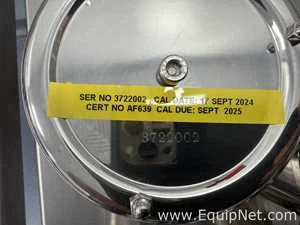 SER NO 3722002 CAL DATE: 17 SEPT 2024
CERT NO AF639 CAL DUE: SEPT 2025
3722002
www.EquipNet.com